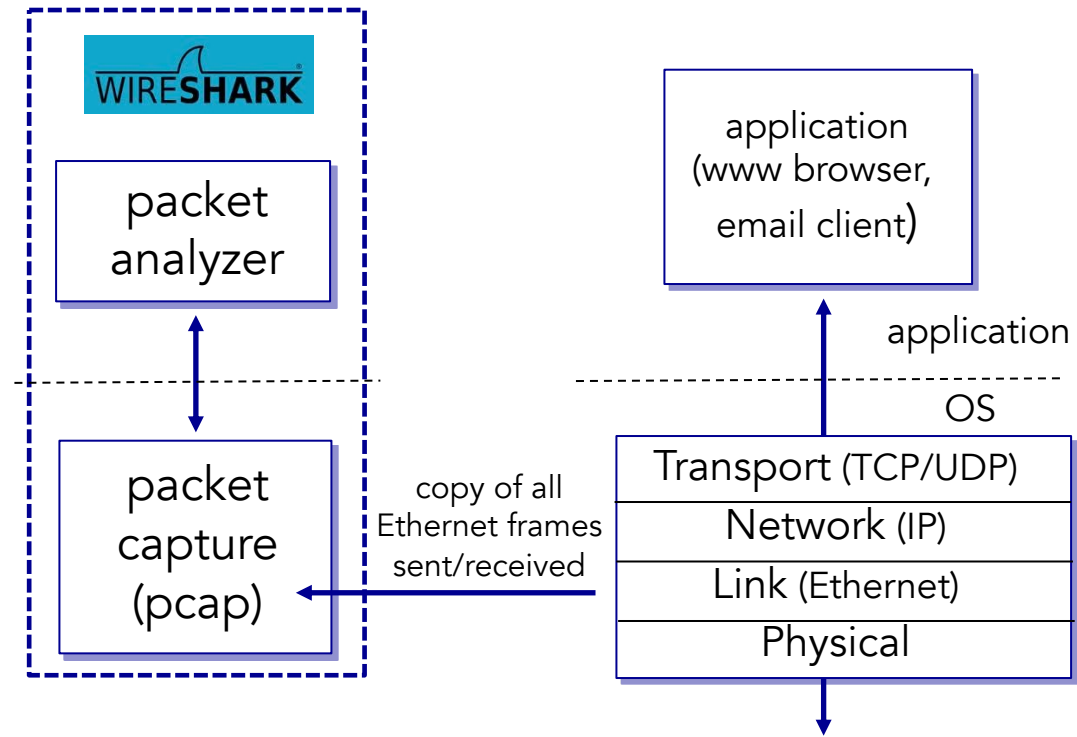 WIRESHARK®
packet
analyzer
packet
capture
(pcap)
copy of all
Ethernet frames
sent/received
application
(www browser,
email client)
application
OS
Transport (TCP/UDP)
Network (IP)
Link (Ethernet)
Physical